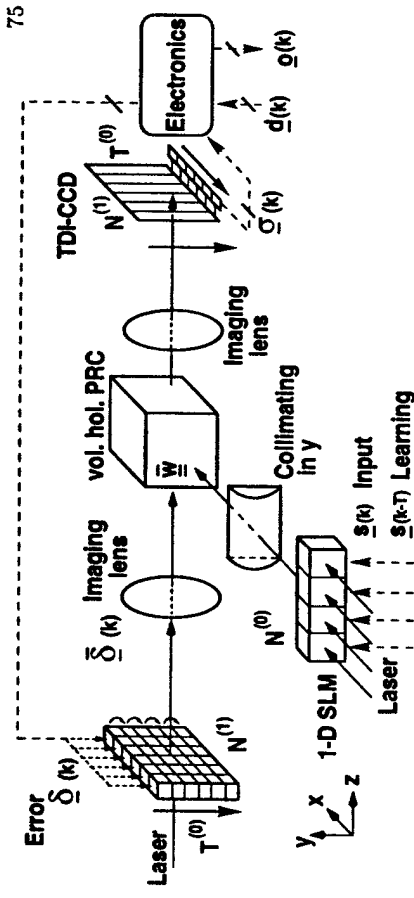 75
Error
δ(k)
Laser
T(0)
N(1)
δ̄(k)
Imaging
lens
vol. hol. PRC
w̿
Collimating
in y
N(0)
1-D SLM
Laser
s(k) Input
s(k-T) Learning
Imaging
lens
TDI-CCD
N(1)
T(0)
σ(k)
Electronics
d(k)
o(k)
y
x
z